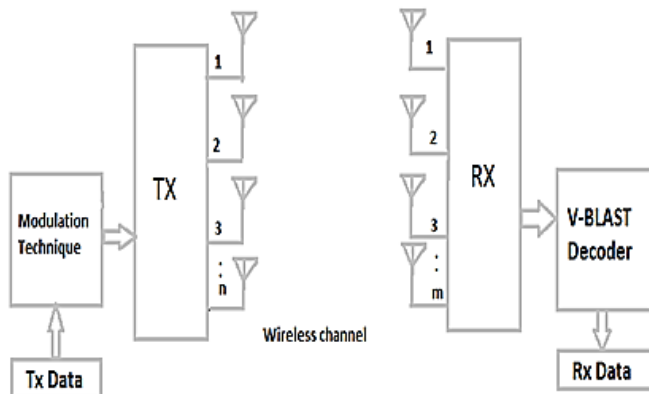 1
2
3
:
n
TX
Modulation
Technique
Tx Data
Wireless channel
1
2
3
:
m
RX
V-BLAST
Decoder
Rx Data